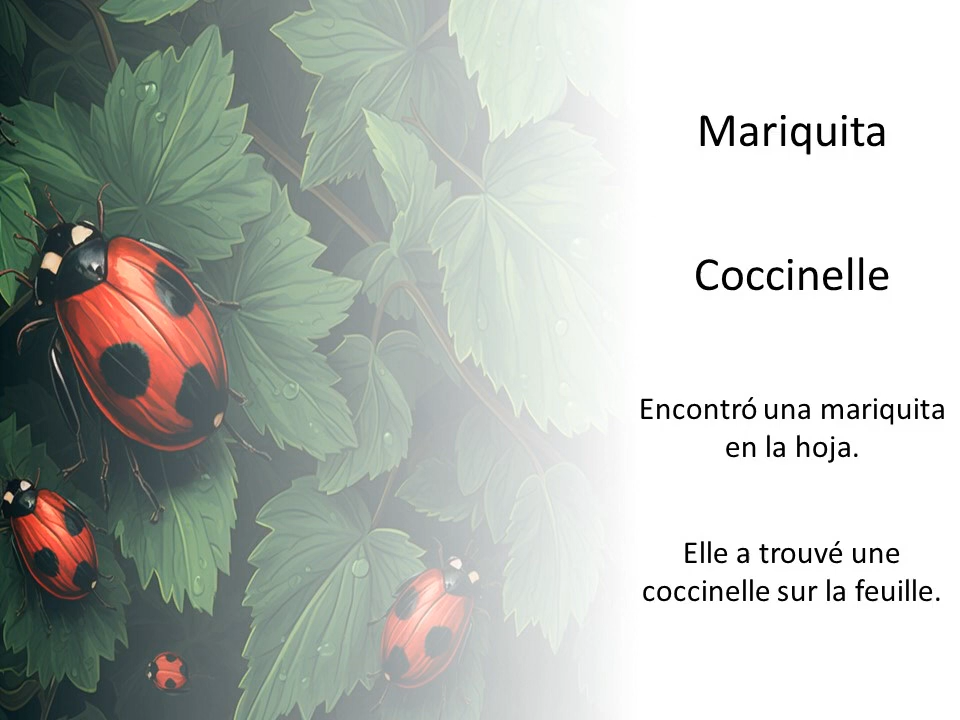 Mariquita
Coccinelle
Encontró una mariquita
en la hoja.
Elle a trouvé une
coccinelle sur la feuille.